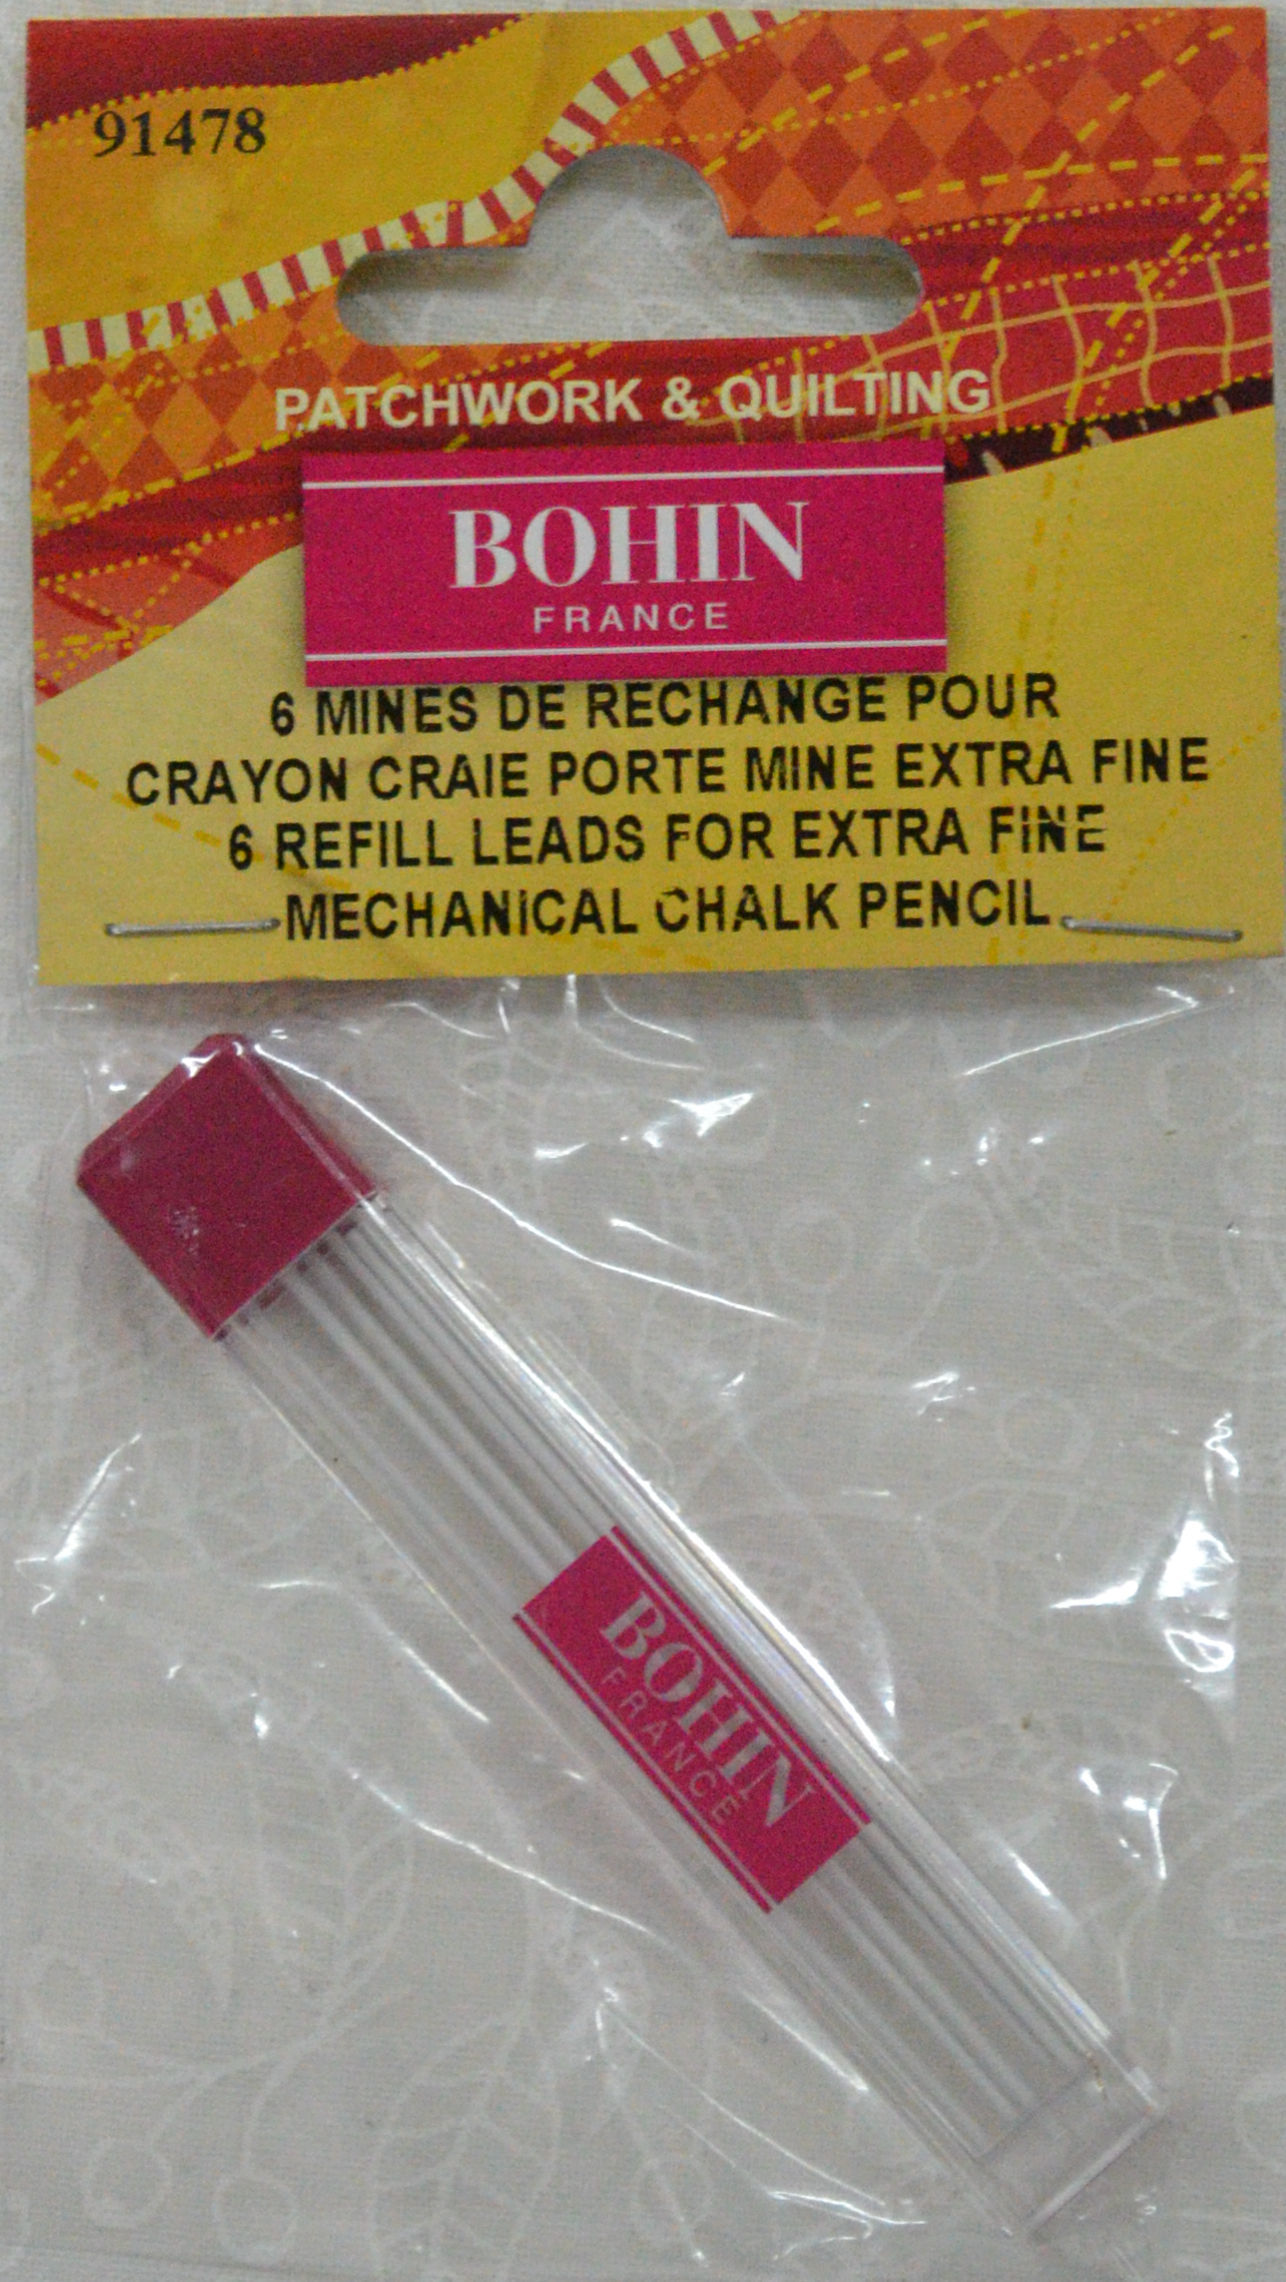 91478
PATCHWORK & QUILTING
BOHIN
FRANCE
6 MINES DE RECHANGE POUR
CRAYON CRAIE PORTE MINE EXTRA FINE
6 REFILL LEADS FOR EXTRA FINE
MECHANICAL CHALK PENCIL
BOHIN
FRANCE